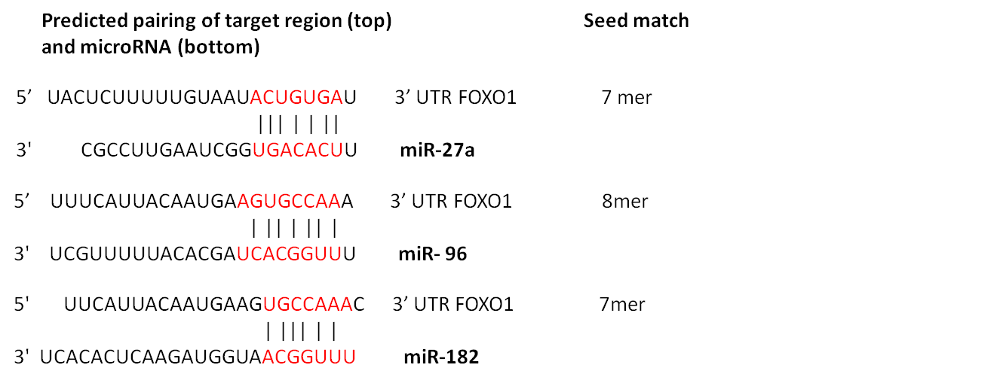 Predicted pairing of target region (top) Seed match
and microRNA (bottom)
5′ UACUCUUUUUGUAAUACUGUGAU 3′ UTR FOXO1 7 mer
||| | | ||
3' CGCCUUGAAUCGGUGACACUU miR-27a
5′ UUUCAUUACAAUGAAGUGCCAAA 3′ UTR FOXO1 8mer
| || | || |
3' UCGUUUUUACACGAUCACGGUUU miR- 96
5' UUCAUUACAAUGAAGUGCCAAAC 3′ UTR FOXO1 7mer
| ||| | |
3' UCACACUCAAGAUGGUAACGGUUU miR-182